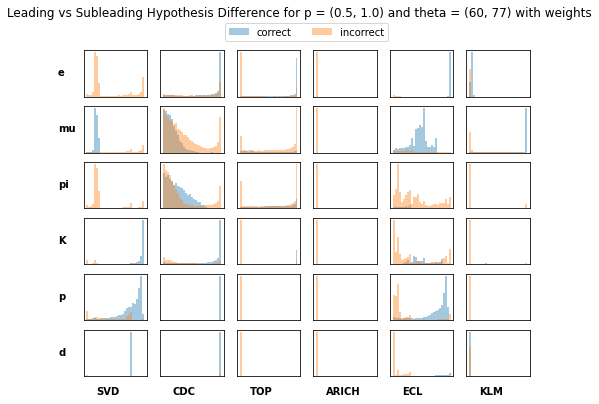 Leading vs Subleading Hypothesis Difference for p = (0.5, 1.0) and theta = (60, 77) with weights
correct incorrect
e
mu
pi
K
p
d
SVD CDC TOP ARICH ECL KLM